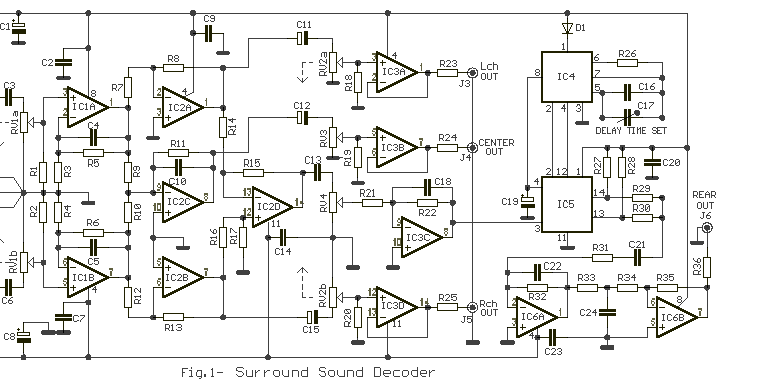 C1
C9
C11
D1
C2
R7
R8
RV2a
R18
IC3A
R23
Lch
OUT
J3
IC4
R26
C16
C17
DELAY TIME SET
C3
RV1a
IC1A
C4
R5
IC2A
R14
C12
RV3
R19
IC3B
R24
CENTER
OUT
J4
R1
R3
R9
R11
C10
R15
C13
RV4
R21
C18
R22
IC3C
C19
IC5
R27
R28
C20
R29
R30
REAR
OUT
J6
R2
R4
R10
IC2C
IC2D
R16
R17
C14
R6
C5
RV1b
C6
IC1B
R12
IC2B
RV2b
R20
IC3D
R25
Rch
OUT
J5
R31
C21
R36
C22
R32
R33
R34
R35
IC6A
C24
IC6B
C23
C7
C8
R13
C15
Fig.1- Surround Sound Decoder